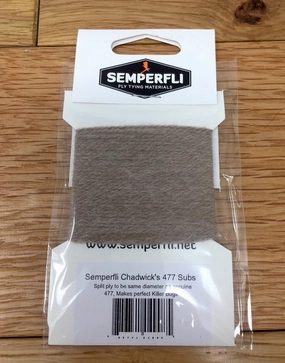 SEMPERFLI
FLY TYING MATERIALS
www.semperfli.net
Semperfli Chadwick's 477 Subs
Split ply to be same diameter as genuine
477, Makes perfect Killer Bugs